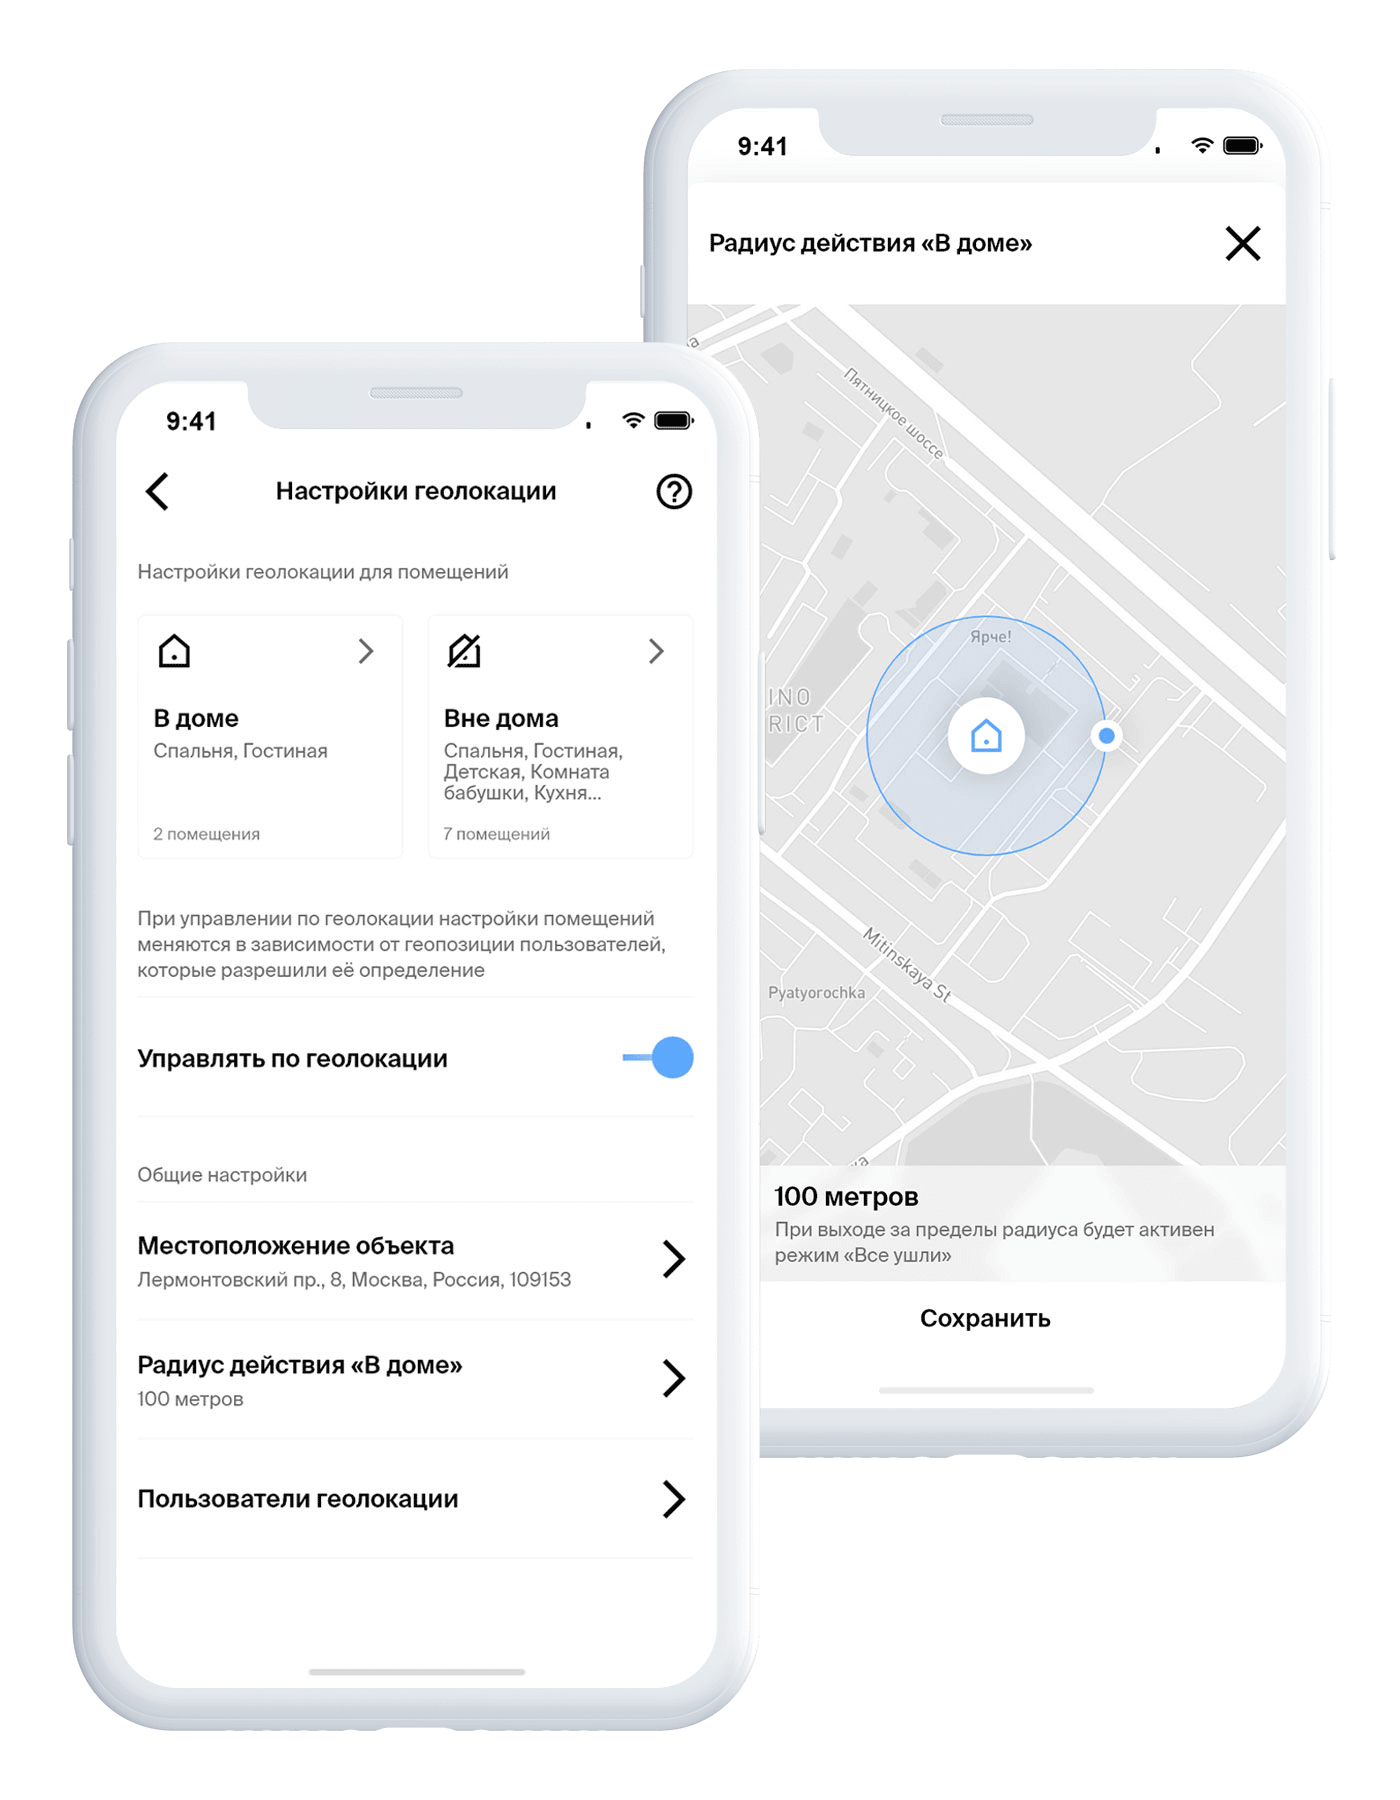 9:41
Настройки геолокации
Настройки геолокации для помещений
В доме
Спальня, Гостиная
2 помещения
Вне дома
Спальня, Гостиная,
Детская, Комната
бабушки, Кухня...
7 помещений
При управлении по геолокации настройки помещений
меняются в зависимости от геопозиции пользователей,
которые разрешили её определение
Управлять по геолокации
Общие настройки
Местоположение объекта
Лермонтовский пр., 8, Москва, Россия, 109153
Радиус действия «В доме»
100 метров
Пользователи геолокации
9:41
Радиус действия «В доме»
Пятницкое шоссе
Ярче!
INO
RICT
Mitinskaya St
Pyatyorochka
100 метров
При выходе за пределы радиуса будет активен
режим «Все ушли»
Сохранить